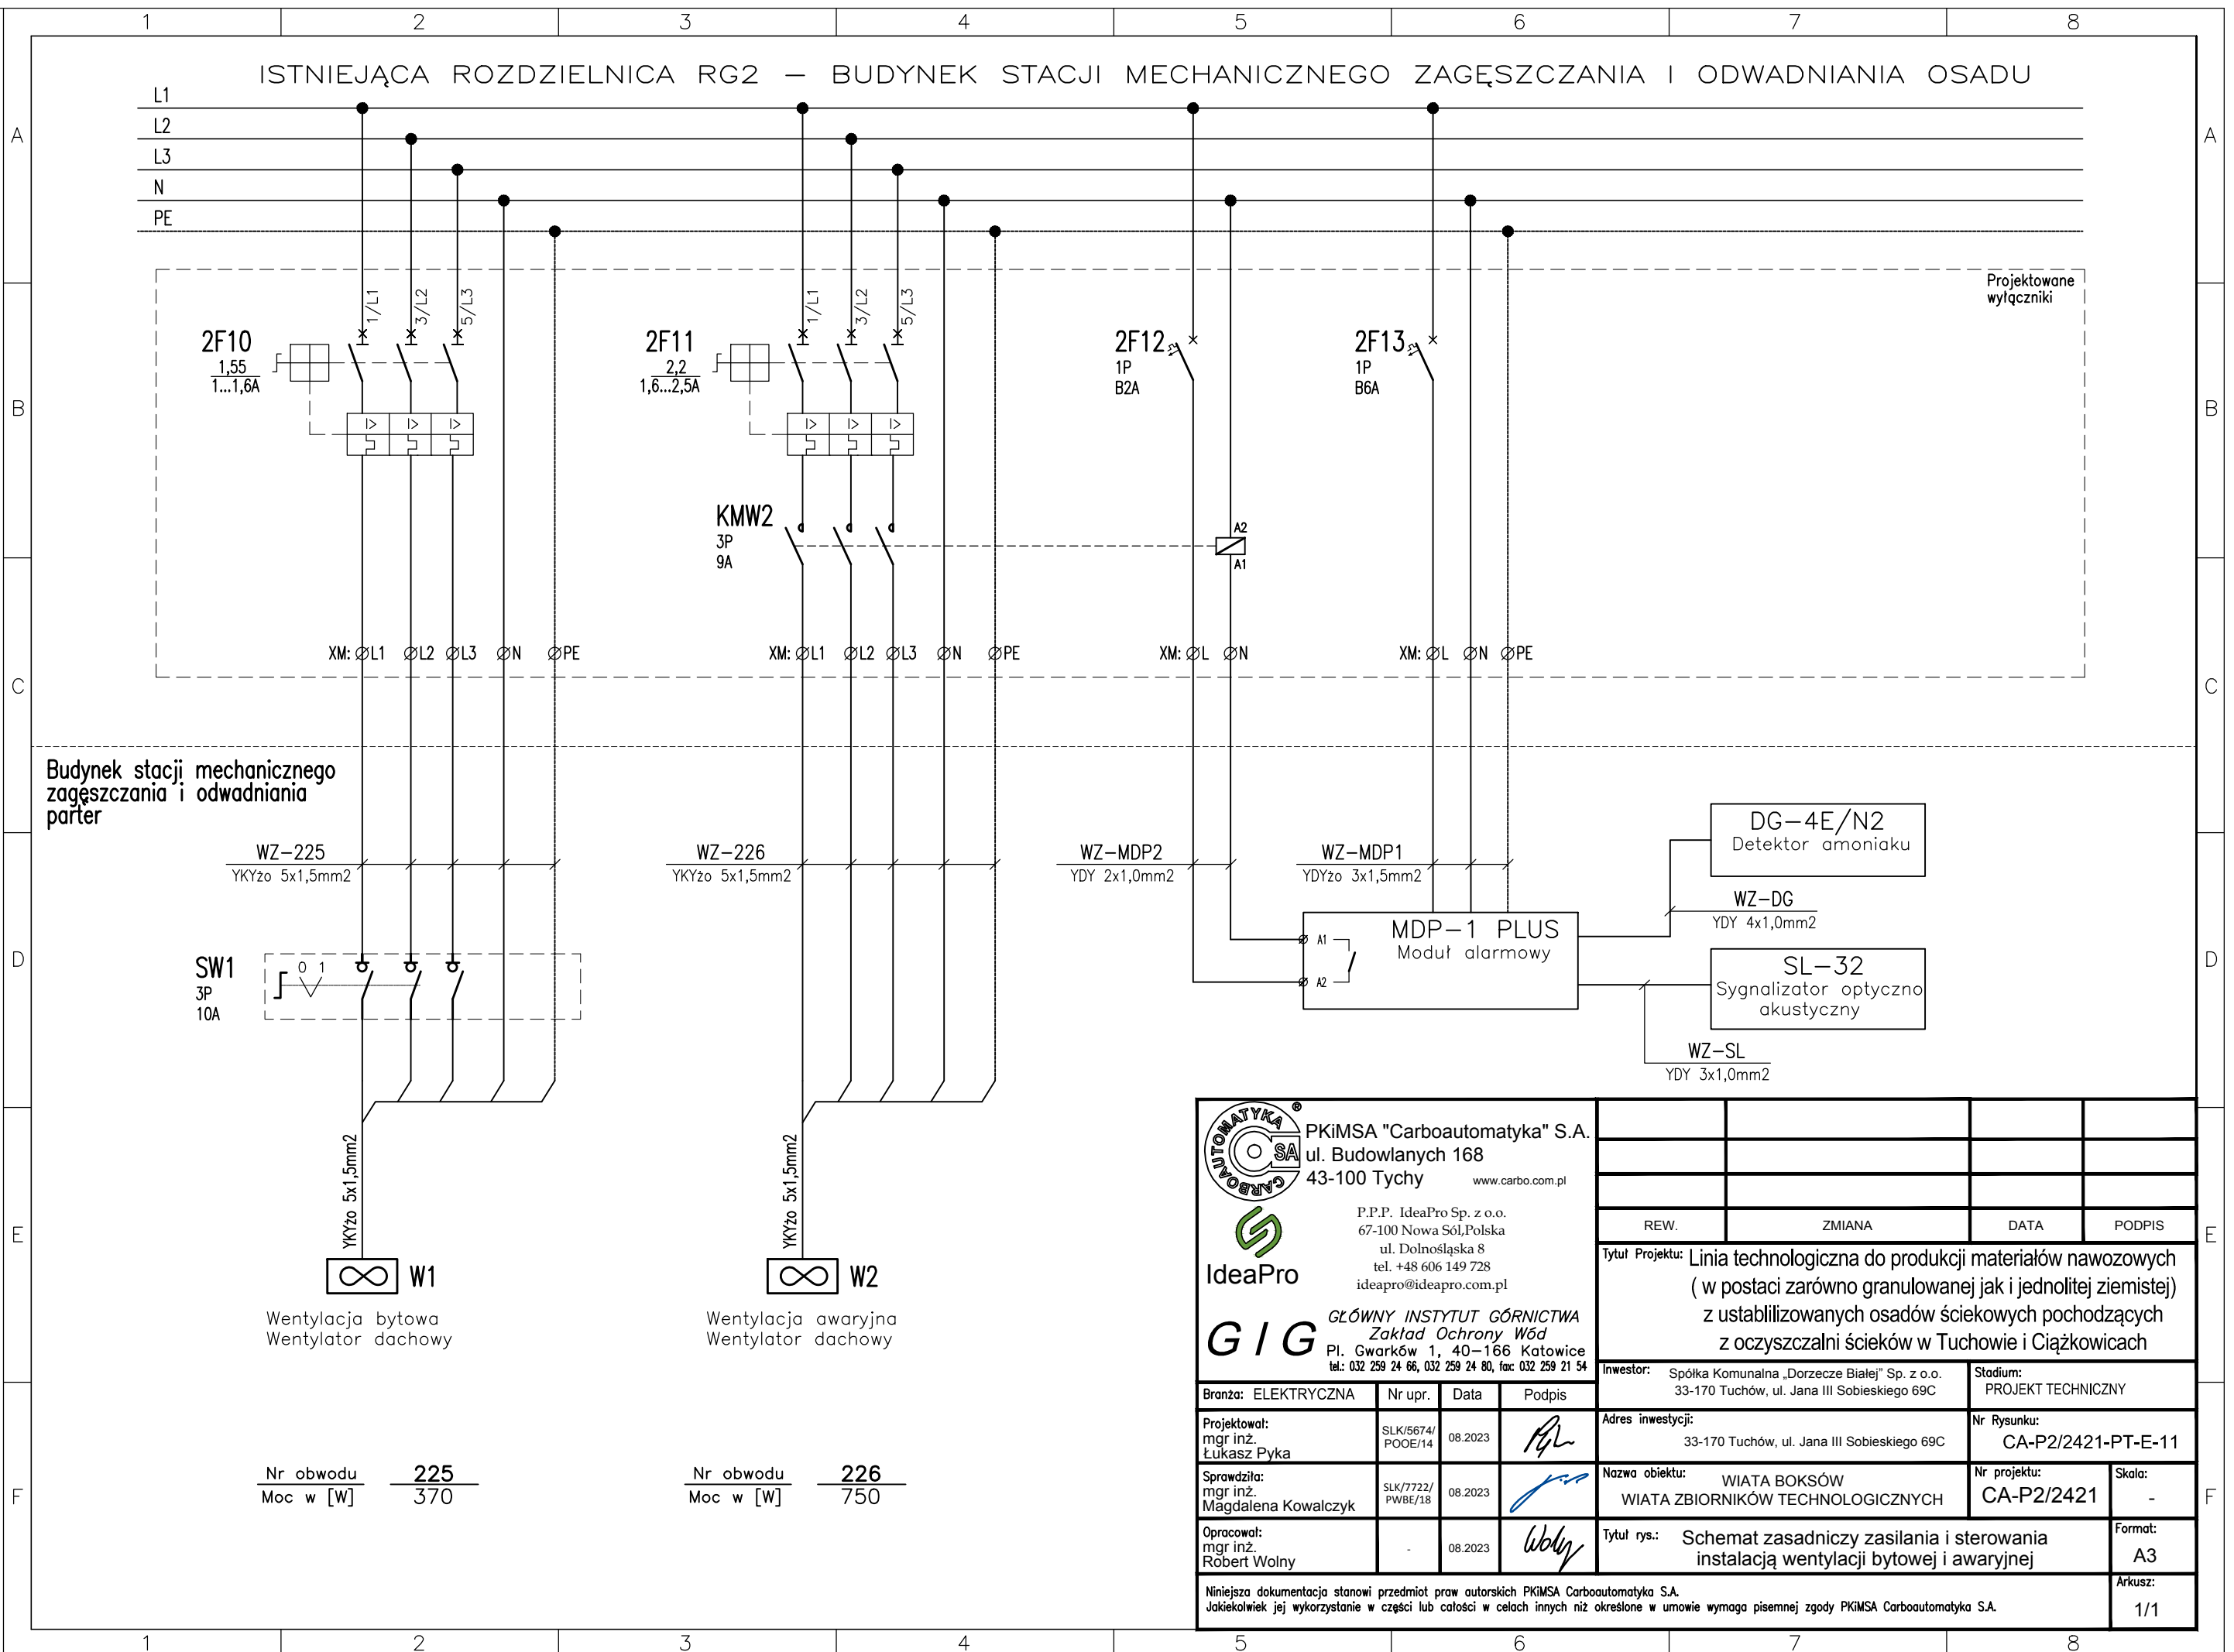 1 2 3 4 5 6 7 8
ISTNIEJĄCA ROZDZIELNICA RG2 – BUDYNEK STACJI MECHANICZNEGO ZAGĘSZCZANIA I ODWADNIANIA OSADU
L1
L2
L3
N
PE
A A
B B
C C
D D
E E
F F
Projektowane
wyłączniki
1/L1 3/L2 5/L3
2F10
1,55
1...1,6A
I> I> I>
1/L1 3/L2 5/L3
2F11
2,2
1,6...2,5A
I> I> I>
2F12
1P
B2A
2F13
1P
B6A
KMW2
3P
9A
A2
A1
XM: L1 L2 L3 N PE
XM: L1 L2 L3 N PE
XM: L N
XM: L N PE
Budynek stacji mechanicznego
zagęszczania i odwadniania
parter
WZ-225
YKYżo 5x1,5mm2
WZ-226
YKYżo 5x1,5mm2
WZ-MDP2
YDY 2x1,0mm2
WZ-MDP1
YDYżo 3x1,5mm2
DG-4E/N2
Detektor amoniaku
WZ-DG
YDY 4x1,0mm2
MDP-1 PLUS
Moduł alarmowy
A1
A2
SL-32
Sygnalizator optyczno
akustyczny
WZ-SL
YDY 3x1,0mm2
SW1
3P
10A
0 1
YKYżo 5x1,5mm2
YKYżo 5x1,5mm2
W1
Wentylacja bytowa
Wentylator dachowy
W2
Wentylacja awaryjna
Wentylator dachowy
Nr obwodu 225
Moc w [W] 370
Nr obwodu 226
Moc w [W] 750
CARBOAUTOMATYKA SA ®
PKiMSA "Carboautomatyka" S.A.
ul. Budowlanych 168
43-100 Tychy www.carbo.com.pl
IdeaPro
P.P.P. IdeaPro Sp. z o.o.
67-100 Nowa Sól,Polska
ul. Dolnośląska 8
tel. +48 606 149 728
ideapro@ideapro.com.pl
GIG
GŁÓWNY INSTYTUT GÓRNICTWA
Zakład Ochrony Wód
Pl. Gwarków 1, 40-166 Katowice
tel.: 032 259 24 66, 032 259 24 80, fax: 032 259 21 54
REW. ZMIANA DATA PODPIS
Tytuł Projektu: Linia technologiczna do produkcji materiałów nawozowych
( w postaci zarówno granulowanej jak i jednolitej ziemistej)
z ustablilizowanych osadów ściekowych pochodzących
z oczyszczalni ścieków w Tuchowie i Ciążkowicach
Inwestor: Spółka Komunalna „Dorzecze Białej" Sp. z o.o.
33-170 Tuchów, ul. Jana III Sobieskiego 69C
Stadium:
PROJEKT TECHNICZNY
Branża: ELEKTRYCZNA Nr upr. Data Podpis
Projektował:
mgr inż.
Łukasz Pyka
SLK/5674/
POOE/14
08.2023
Adres inwestycji:
33-170 Tuchów, ul. Jana III Sobieskiego 69C
Nr Rysunku:
CA-P2/2421-PT-E-11
Sprawdziła:
mgr inż.
Magdalena Kowalczyk
SLK/7722/
PWBE/18
08.2023
Nazwa obiektu: WIATA BOKSÓW
WIATA ZBIORNIKÓW TECHNOLOGICZNYCH
Nr projektu:
CA-P2/2421
Skala:
-
Opracował:
mgr inż.
Robert Wolny
-
08.2023
Wolny
Tytuł rys.: Schemat zasadniczy zasilania i sterowania
instalacją wentylacji bytowej i awaryjnej
Format:
A3
Niniejsza dokumentacja stanowi przedmiot praw autorskich PKiMSA Carboautomatyka S.A.
Jakiekolwiek jej wykorzystanie w części lub całości w celach innych niż określone w umowie wymaga pisemnej zgody PKiMSA Carboautomatyka S.A.
Arkusz:
1/1
1 2 3 4 5 6 7 8